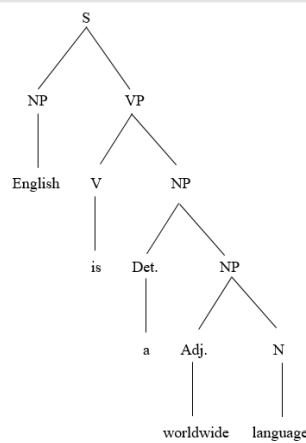 S
NP VP
English V NP
is Det. NP
a Adj. N
worldwide language